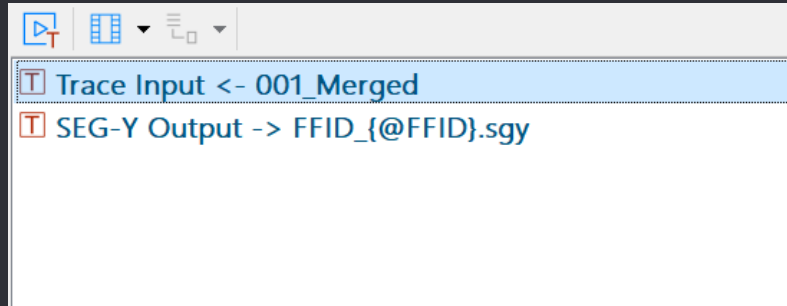 T Trace Input <- 001_Merged
T SEG-Y Output -> FFID_{@FFID}.sgy